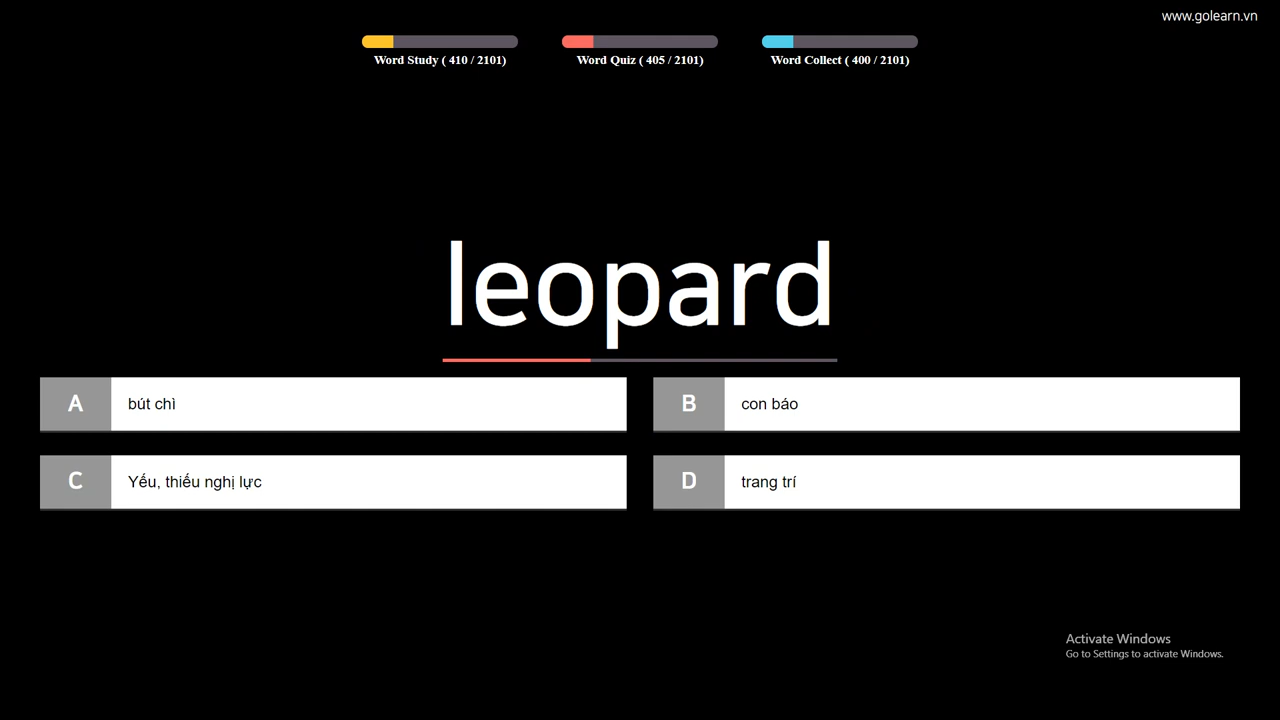 www.golearn.vn
Word Study ( 410 / 2101)
Word Quiz ( 405 / 2101)
Word Collect ( 400 / 2101)
leopard
A bút chì
B con báo
C Yếu, thiếu nghị lực
D trang trí
Activate Windows
Go to Settings to activate Windows.